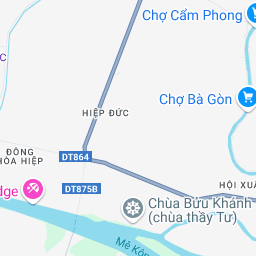 Chợ Cẩm Phong
C
Chợ Bà Gòn
HIỆP ĐỨC
ĐÔNG
HÒA HIỆP
DT864
HỘI XUÂ
dge
DT875B
Chùa Bửu Khánh
(chùa thầy Tư)
Mê Kôn